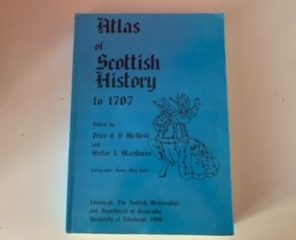 Atlas
of
Scottish
History
to 1707
Edited by
Peter G B McNeill
and
Hector L MacQueen
Edinburgh: The Scottish Medievalists
and Department of Geography
University of Edinburgh 1996